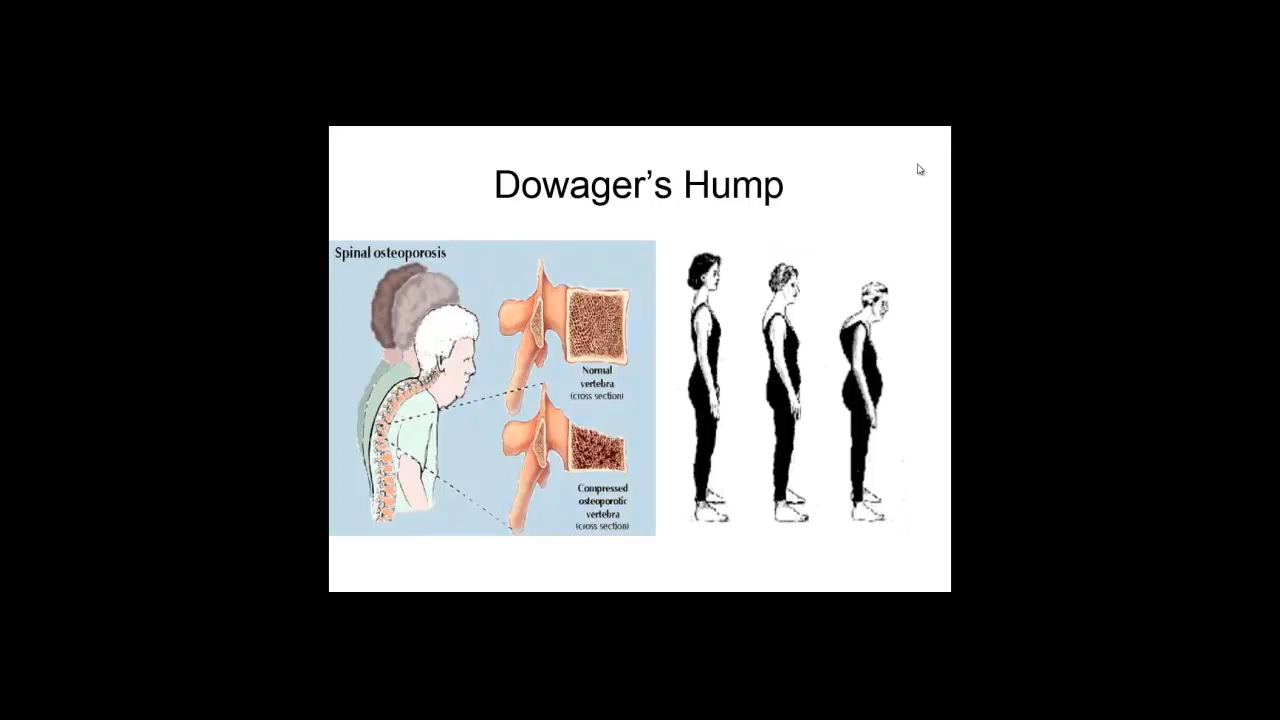 Dowager’s Hump
Spinal osteoporosis
Normal
vertebra
(cross section)
Compressed
osteoporotic
vertebra
(cross section)